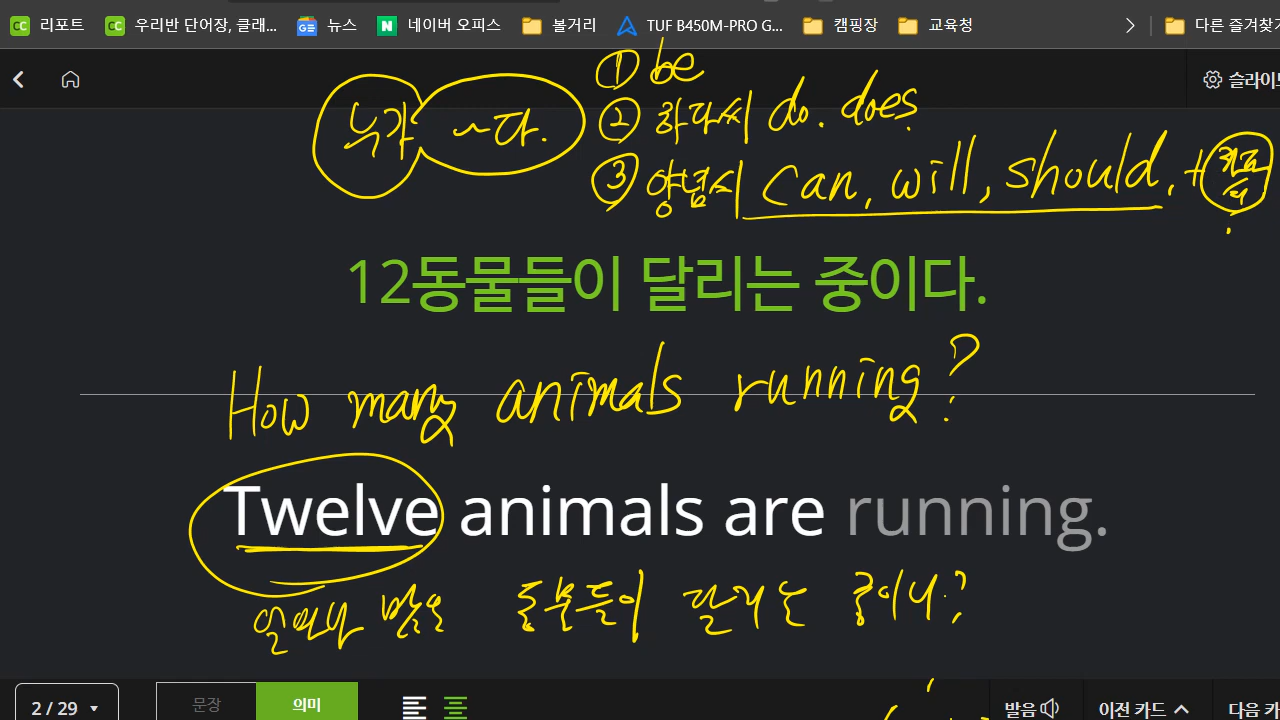 리포트 우리반 단어장, 클래... 뉴스 네이버 오피스 볼거리 TUF B450M-PRO G... 캠핑장 교육청 다른 즐겨찾기
슬라이드
① be
누가 ~다. ② 하다씨 do. does
③ 양념씨 can, will, should, +
12동물들이 달리는 중이다.
How many animals running?
Twelve animals are running.
얼마나 많은 동물들이 달리는 중이니?
2 / 29 문장 의미 발음 이전 카드 다음 카